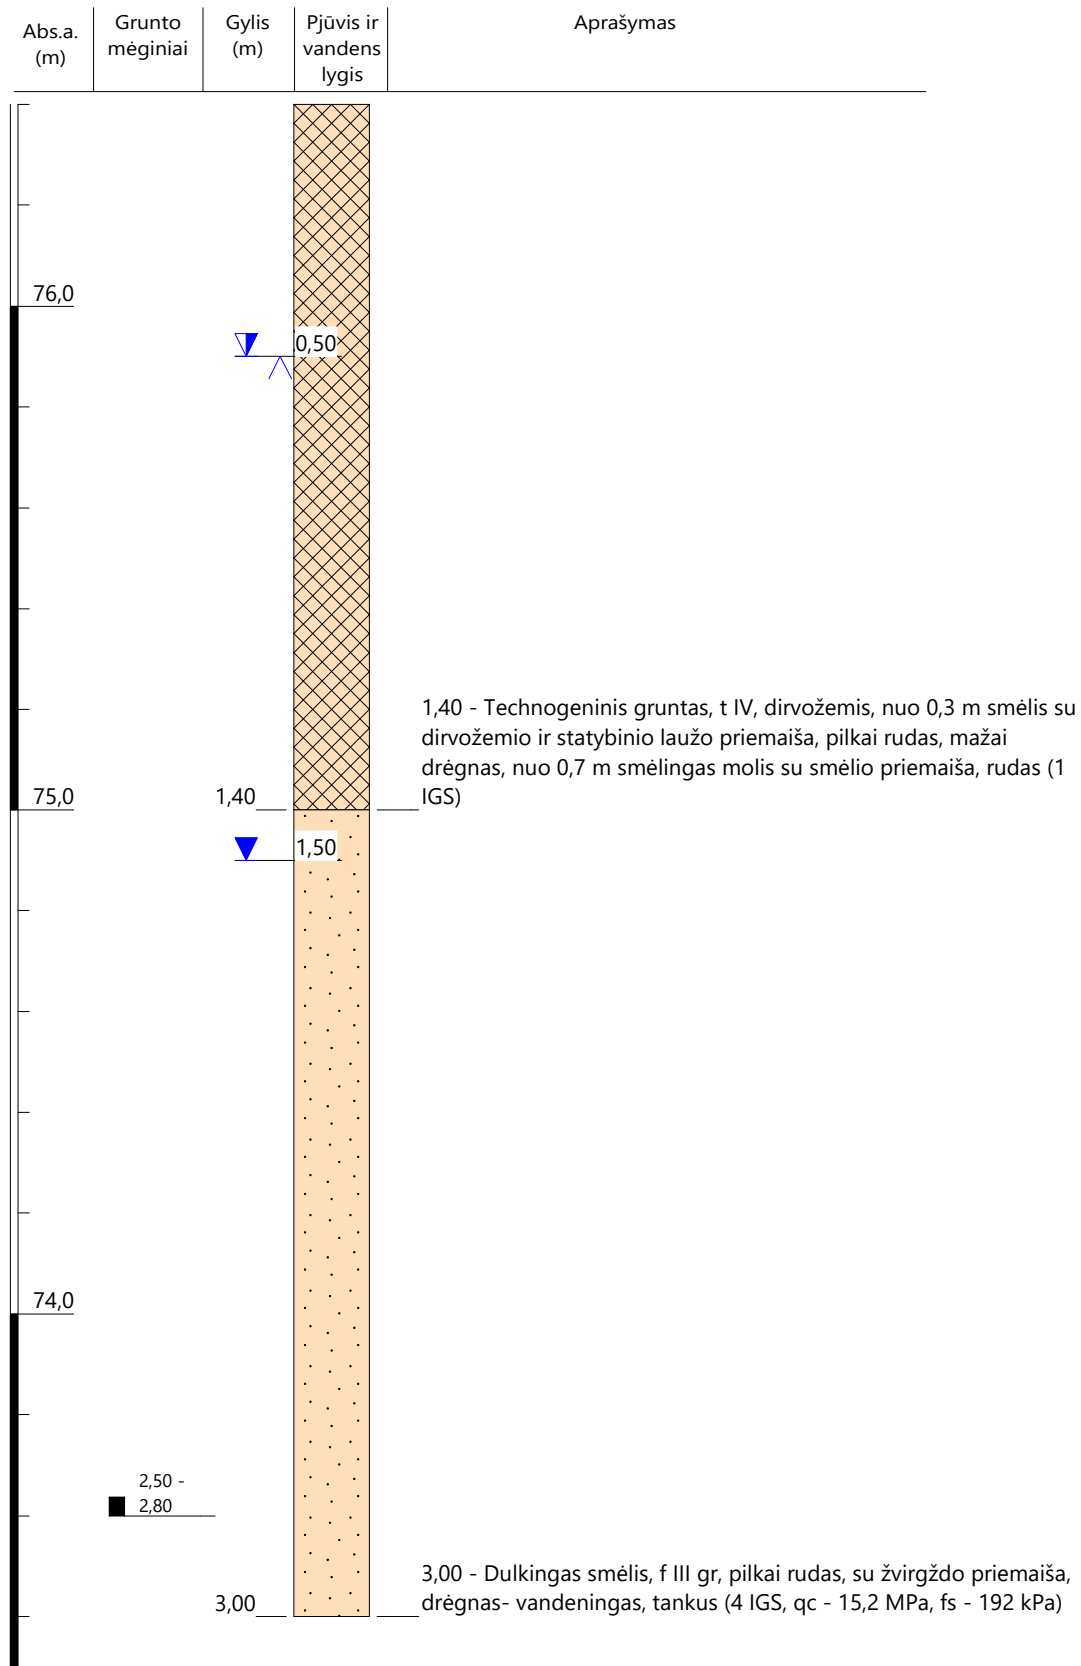 Abs.a.
(m)
Grunto
mėginiai
Gylis
(m)
Pjūvis ir
vandens
lygis
Aprašymas
76,0
0,50
1,40 - Technogeninis gruntas, t IV, dirvožemis, nuo 0,3 m smėlis su
dirvožemio ir statybinio laužo priemaiša, pilkai rudas, mažai
drėgnas, nuo 0,7 m smėlingas molis su smėlio priemaiša, rudas (1
IGS)
75,0
1,40
1,50
74,0
2,50 -
2,80
3,00 - Dulkingas smėlis, f III gr, pilkai rudas, su žvirgždo priemaiša,
drėgnas- vandeningas, tankus (4 IGS, qc - 15,2 MPa, fs - 192 kPa)
3,00